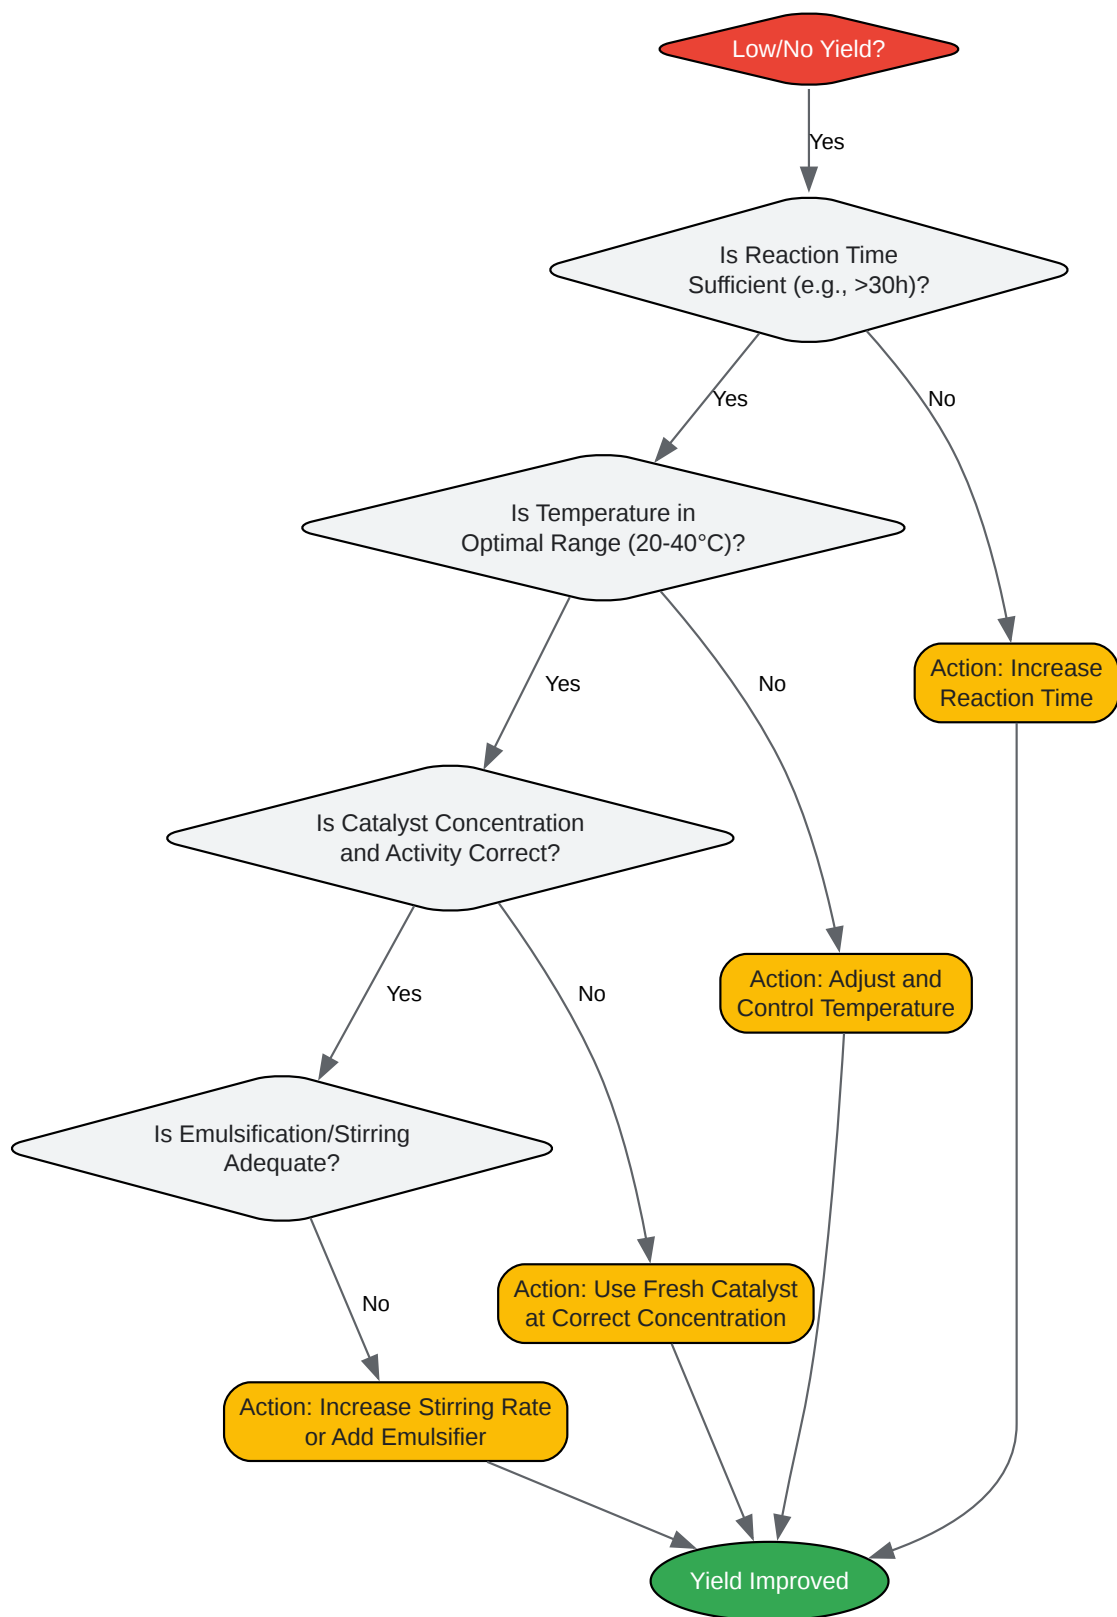 Low/No Yield?
Yes
Is Reaction Time
Sufficient (e.g., >30h)?
Yes
No
Is Temperature in
Optimal Range (20-40°C)?
Action: Increase
Reaction Time
Yes
No
Is Catalyst Concentration
and Activity Correct?
Action: Adjust and
Control Temperature
Yes
No
Is Emulsification/Stirring
Adequate?
Action: Use Fresh Catalyst
at Correct Concentration
No
Action: Increase Stirring Rate
or Add Emulsifier
Yield Improved